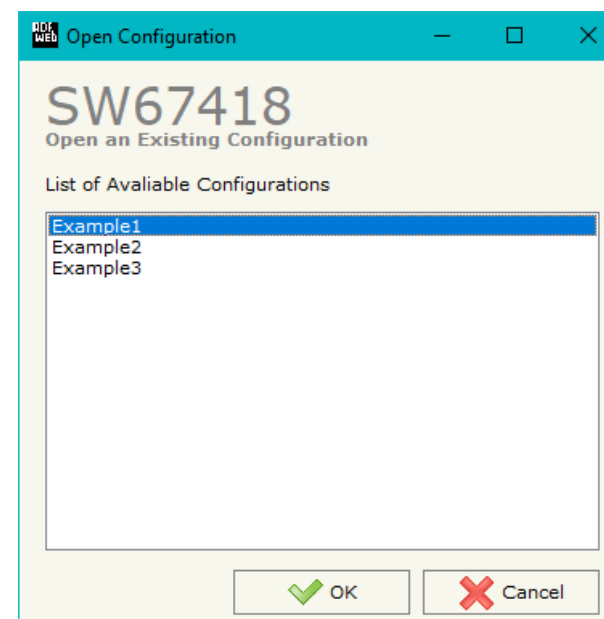 ADF
WEB
Open Configuration
SW67418
Open an Existing Configuration
List of Avaliable Configurations
Example1
Example2
Example3
OK
Cancel